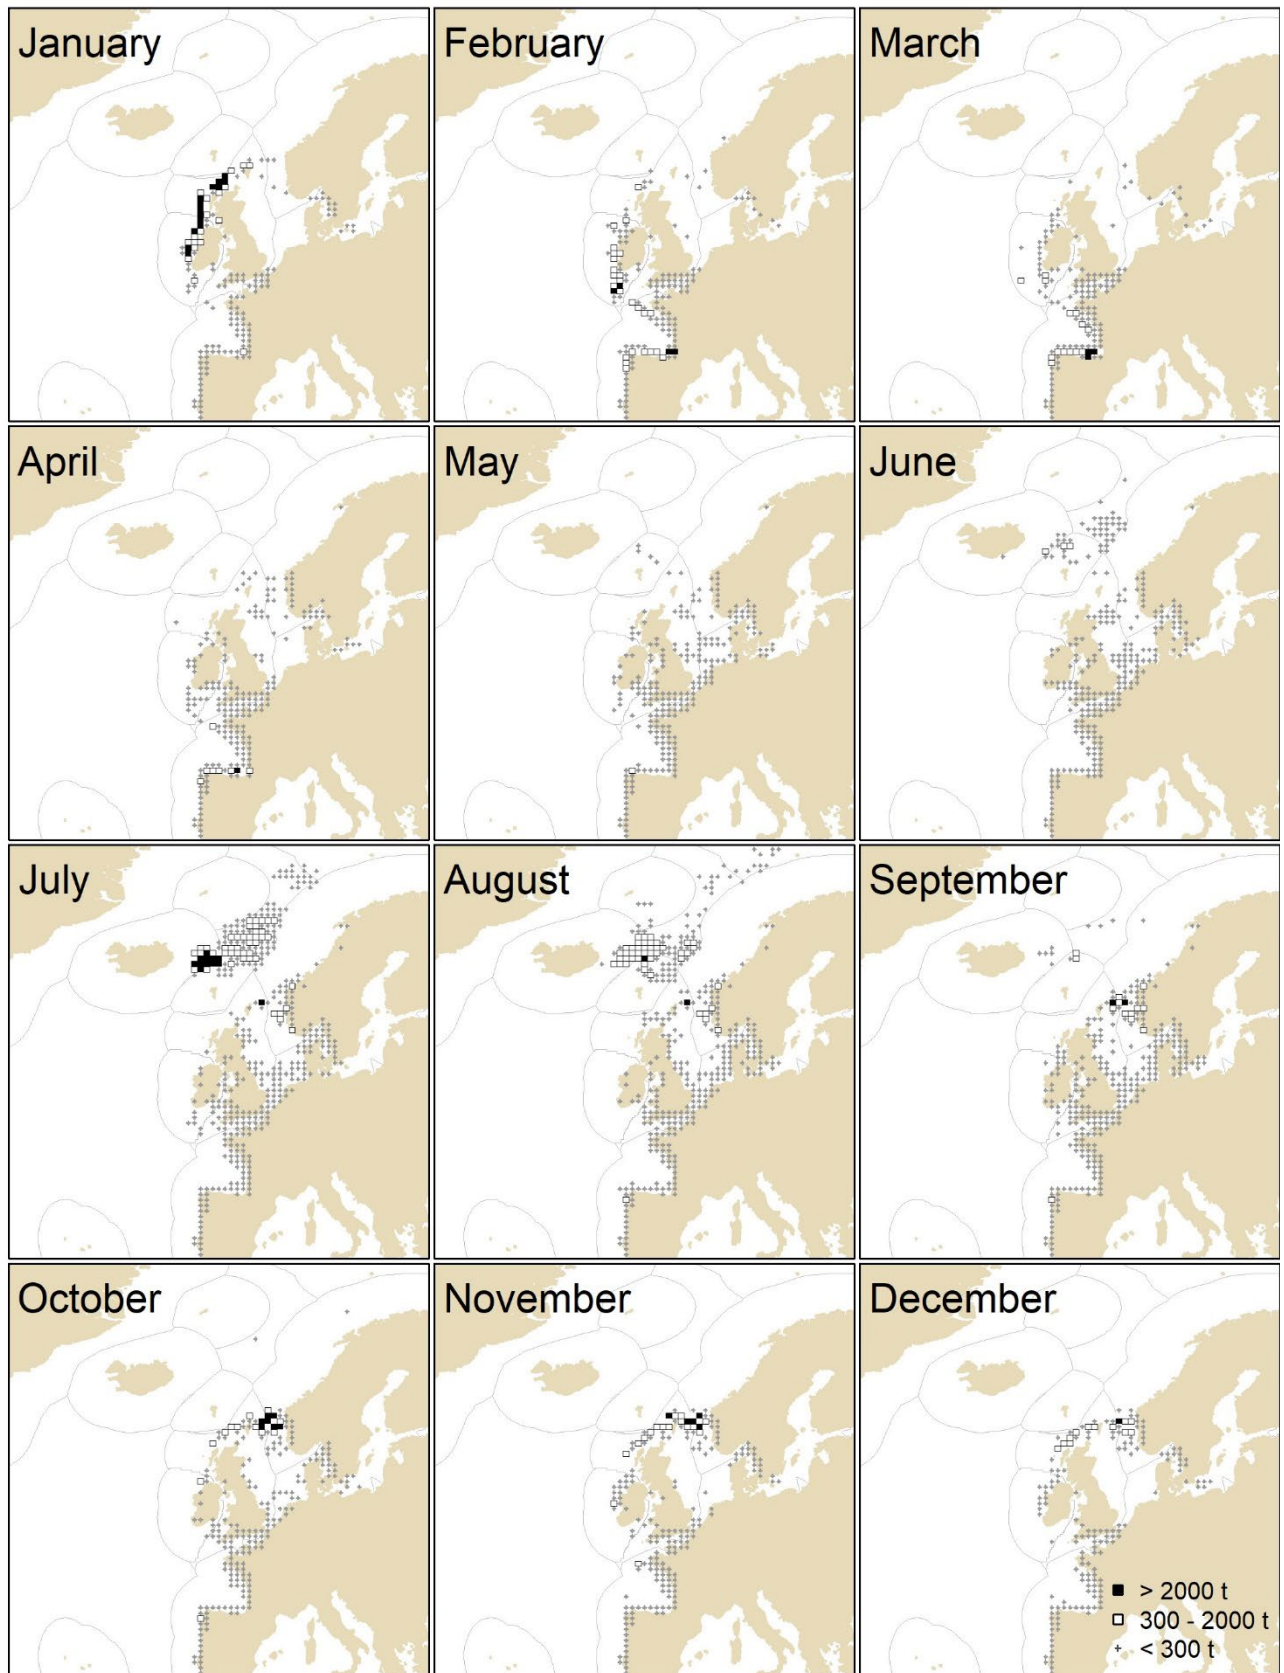 January
February
March
April
May
June
July
August
September
October
November
December
> 2000 t
300 - 2000 t
< 300 t